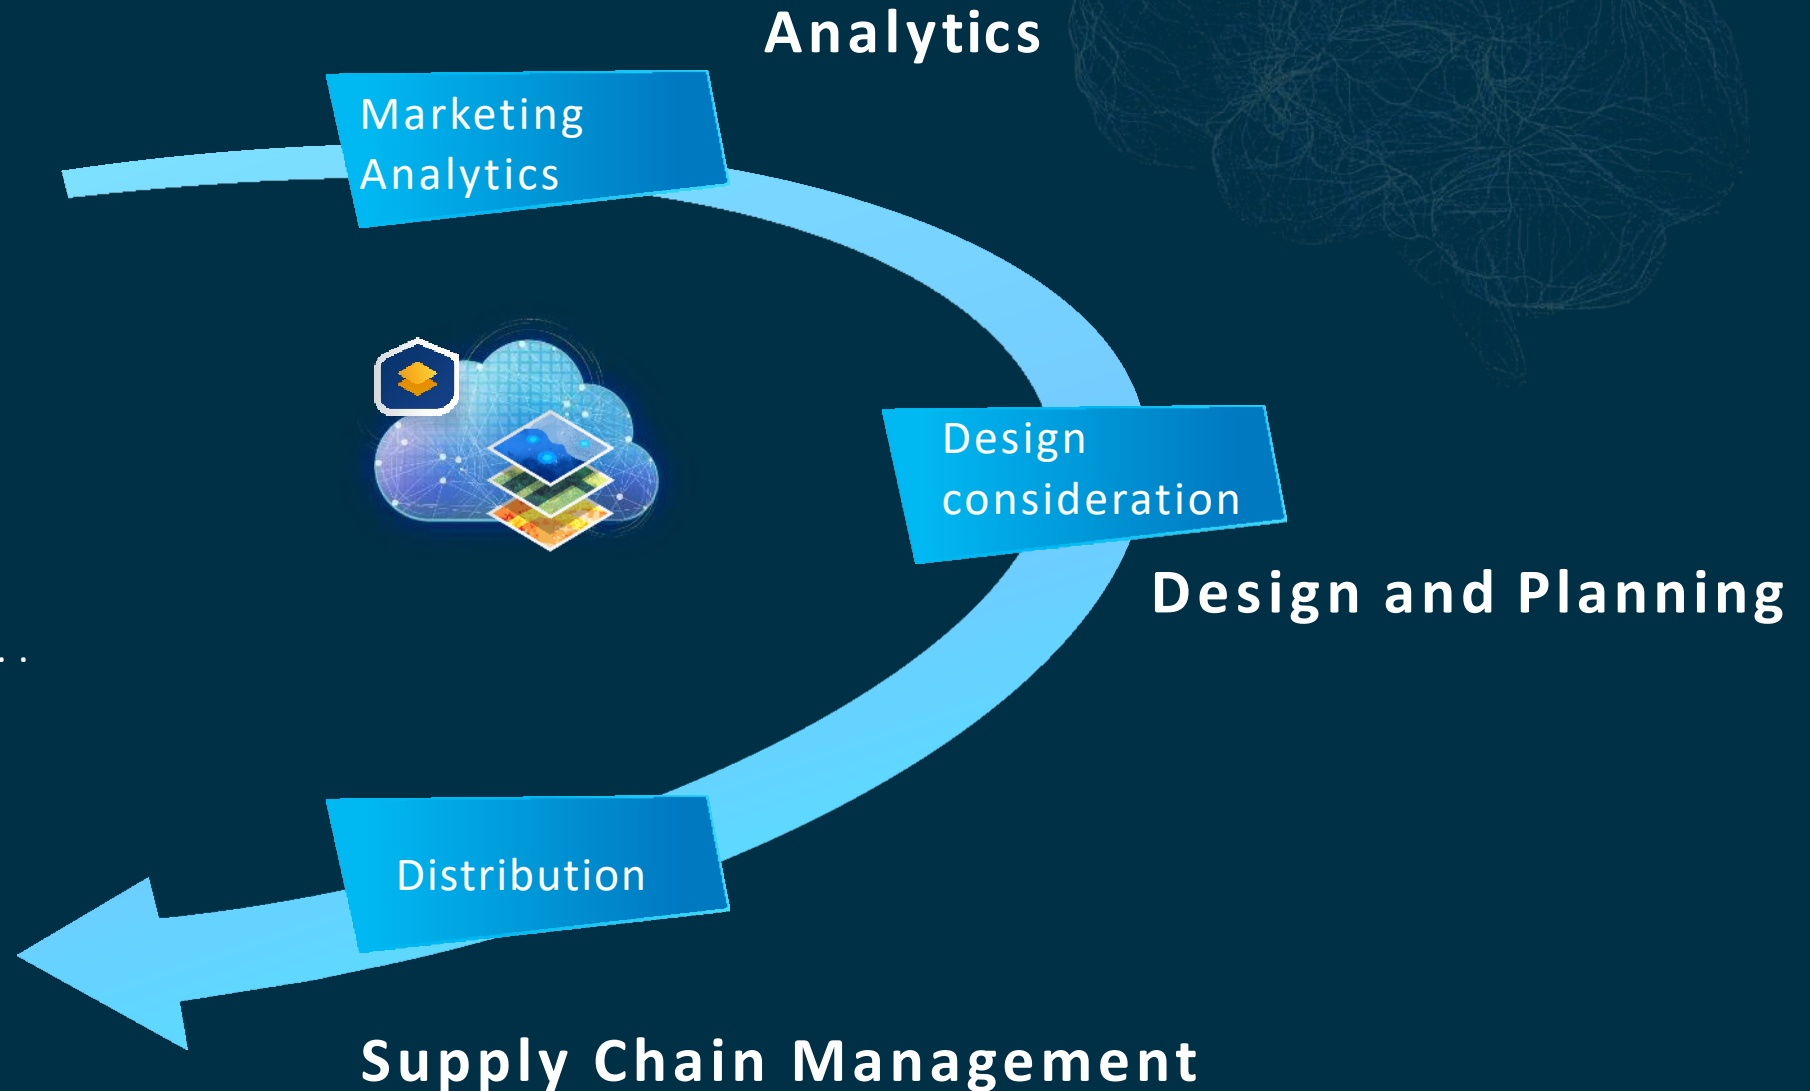 Analytics
Marketing
Analytics
Design
consideration
Design and Planning
. .
Distribution
Supply Chain Management